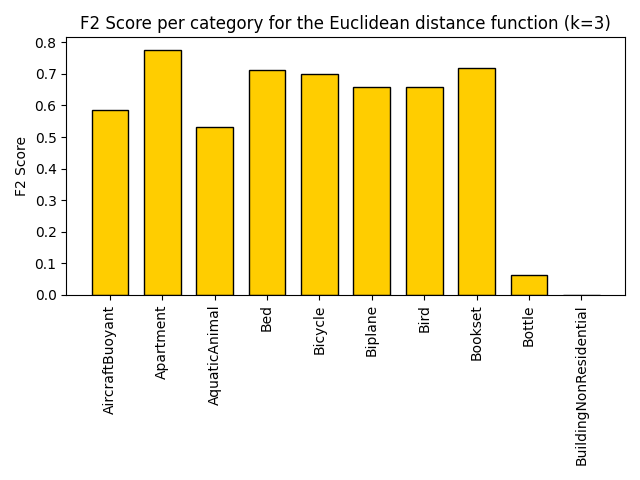 F2 Score per category for the Euclidean distance function (k=3)
F2 Score
0.8
0.7
0.6
0.5
0.4
0.3
0.2
0.1
0.0
AircraftBuoyant
Apartment
AquaticAnimal
Bed
Bicycle
Biplane
Bird
Bookset
Bottle
BuildingNonResidential